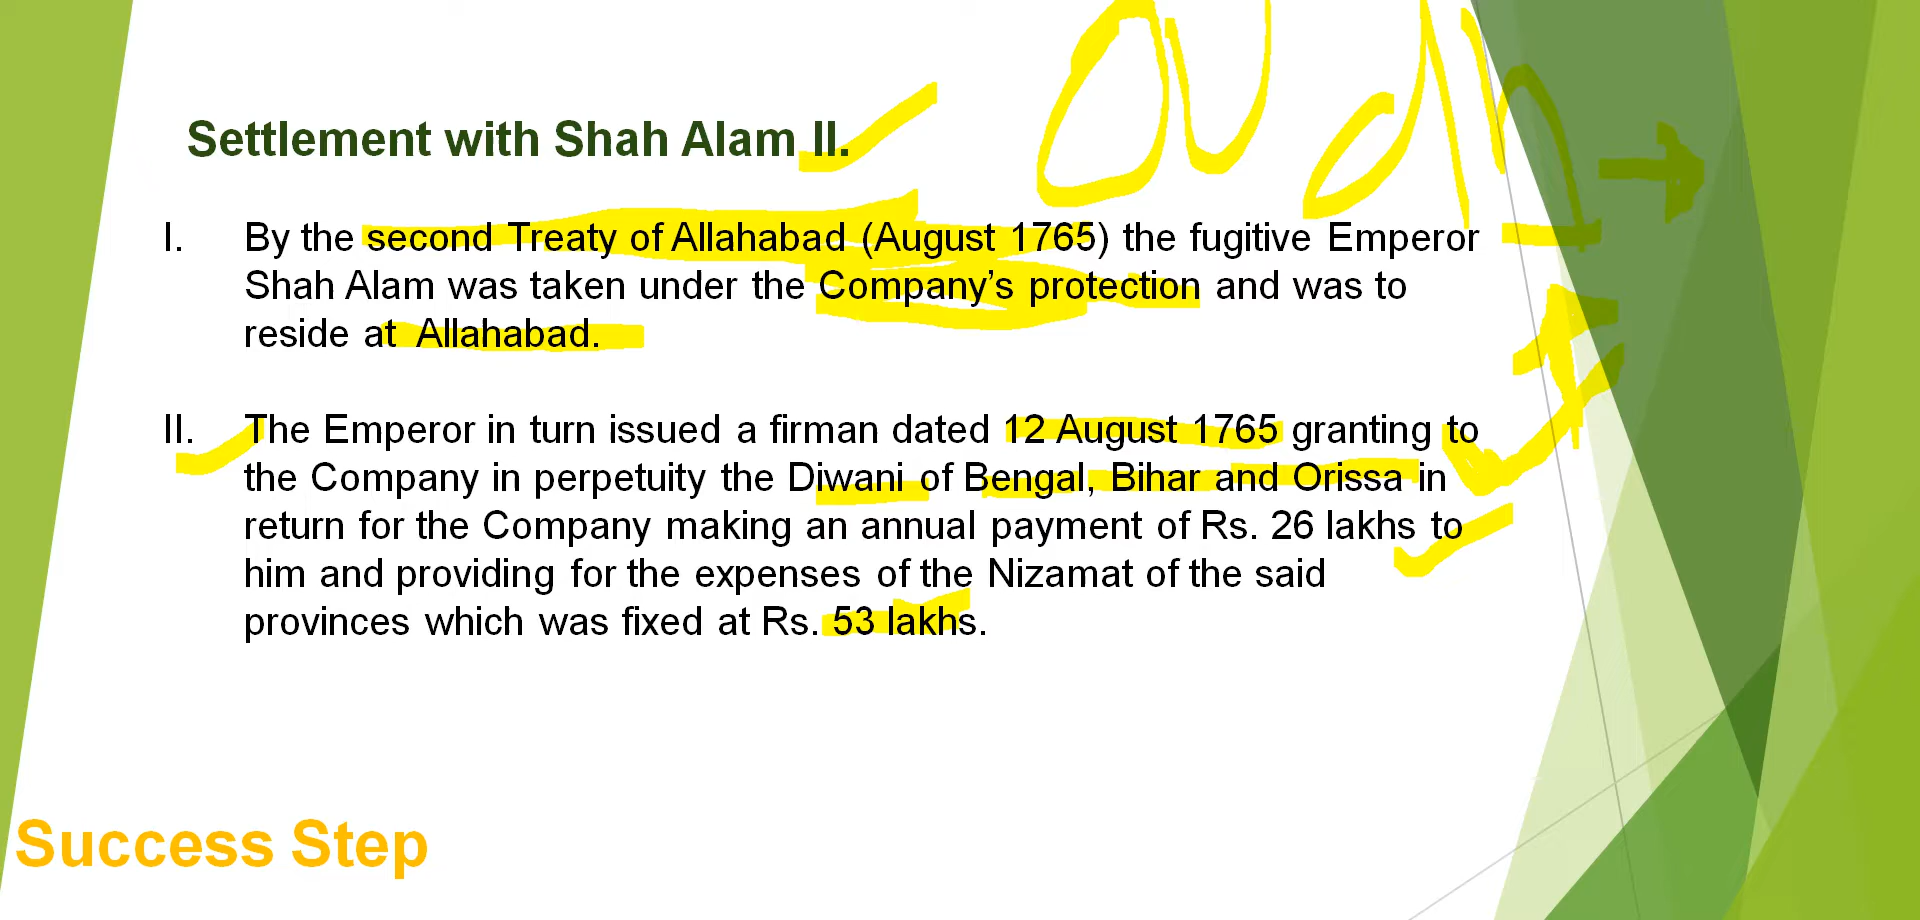 Oudh
Settlement with Shah Alam II.
I. By the second Treaty of Allahabad (August 1765) the fugitive Emperor
Shah Alam was taken under the Company's protection and was to
reside at Allahabad.
II. The Emperor in turn issued a firman dated 12 August 1765 granting to
the Company in perpetuity the Diwani of Bengal, Bihar and Orissa in
return for the Company making an annual payment of Rs. 26 lakhs to
him and providing for the expenses of the Nizamat of the said
provinces which was fixed at Rs. 53 lakhs.
Success Step